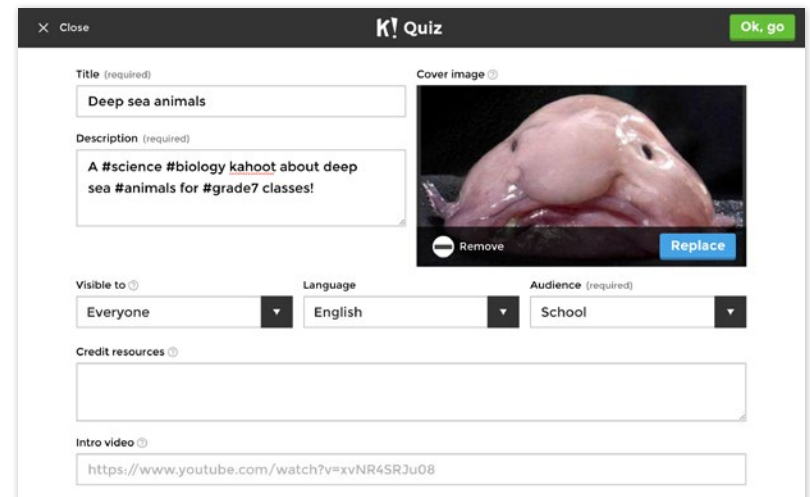 Close
K! Quiz
Ok, go
Title (required)
Deep sea animals
Description (required)
A #science #biology kahoot about deep
sea #animals for #grade7 classes!
Cover image ?
Remove
Replace
Visible to ?
Everyone
Language
English
Audience (required)
School
Credit resources ?
Intro video ?
https://www.youtube.com/watch?v=xvNR4SRJu08